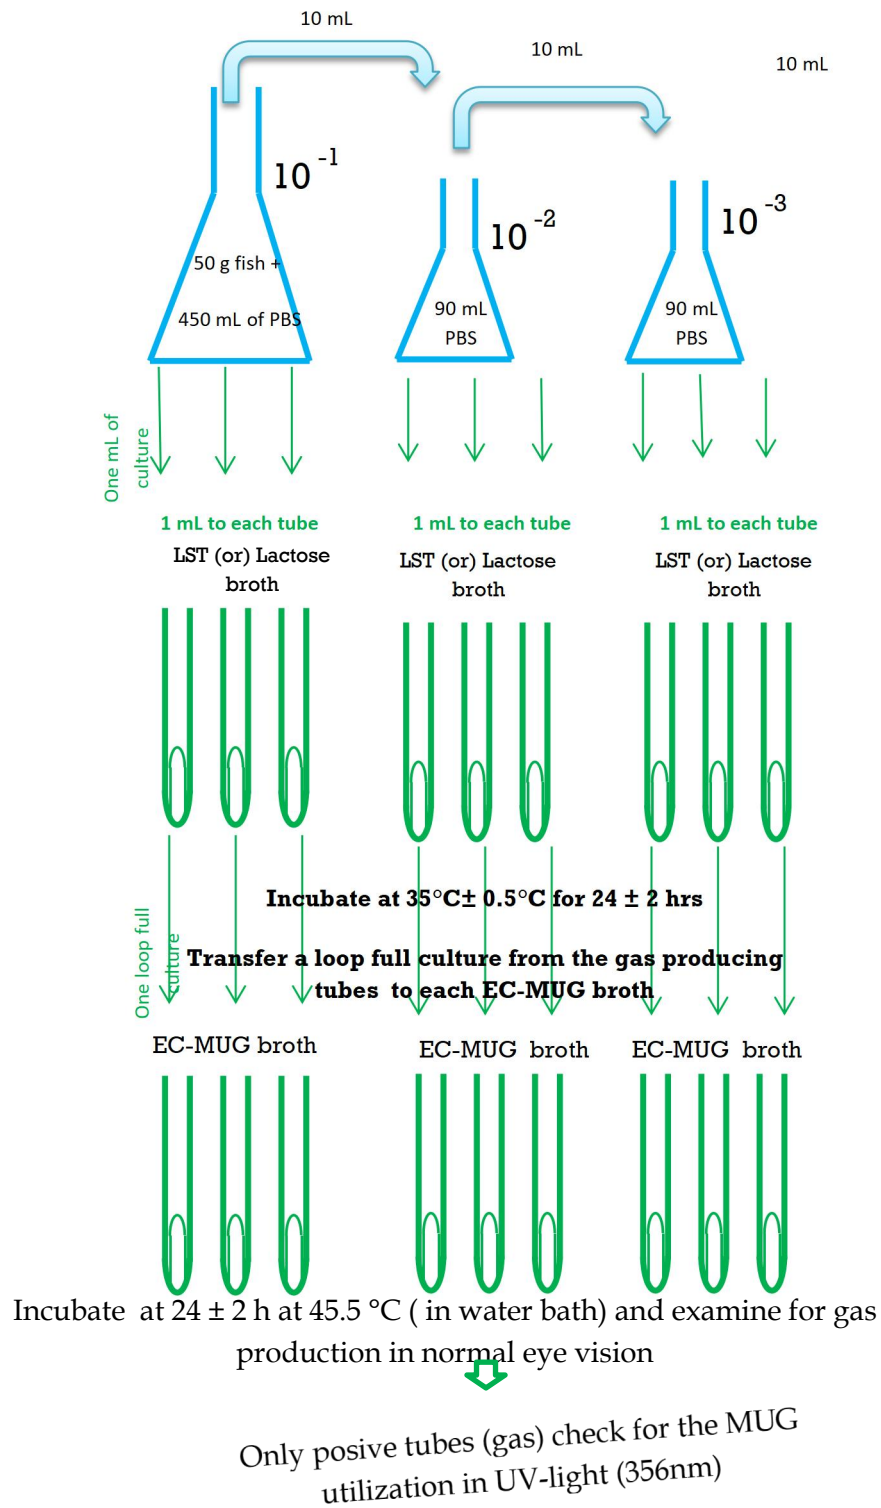 10 mL
10 mL
10 mL
10 -1
10 -2
10 -3
50 g fish +
450 mL of PBS
90 mL
PBS
90 mL
PBS
One mL of
culture
1 mL to each tube
1 mL to each tube
1 mL to each tube
LST (or) Lactose
broth
LST (or) Lactose
broth
LST (or) Lactose
broth
Incubate at 35°C± 0.5°C for 24 ± 2 hrs
One loop full
culture
Transfer a loop full culture from the gas producing
tubes to each EC-MUG broth
EC-MUG broth
EC-MUG broth
EC-MUG broth
Incubate at 24 ± 2 h at 45.5 °C ( in water bath) and examine for gas
production in normal eye vision
Only posive tubes (gas) check for the MUG
utilization in UV-light (356nm)